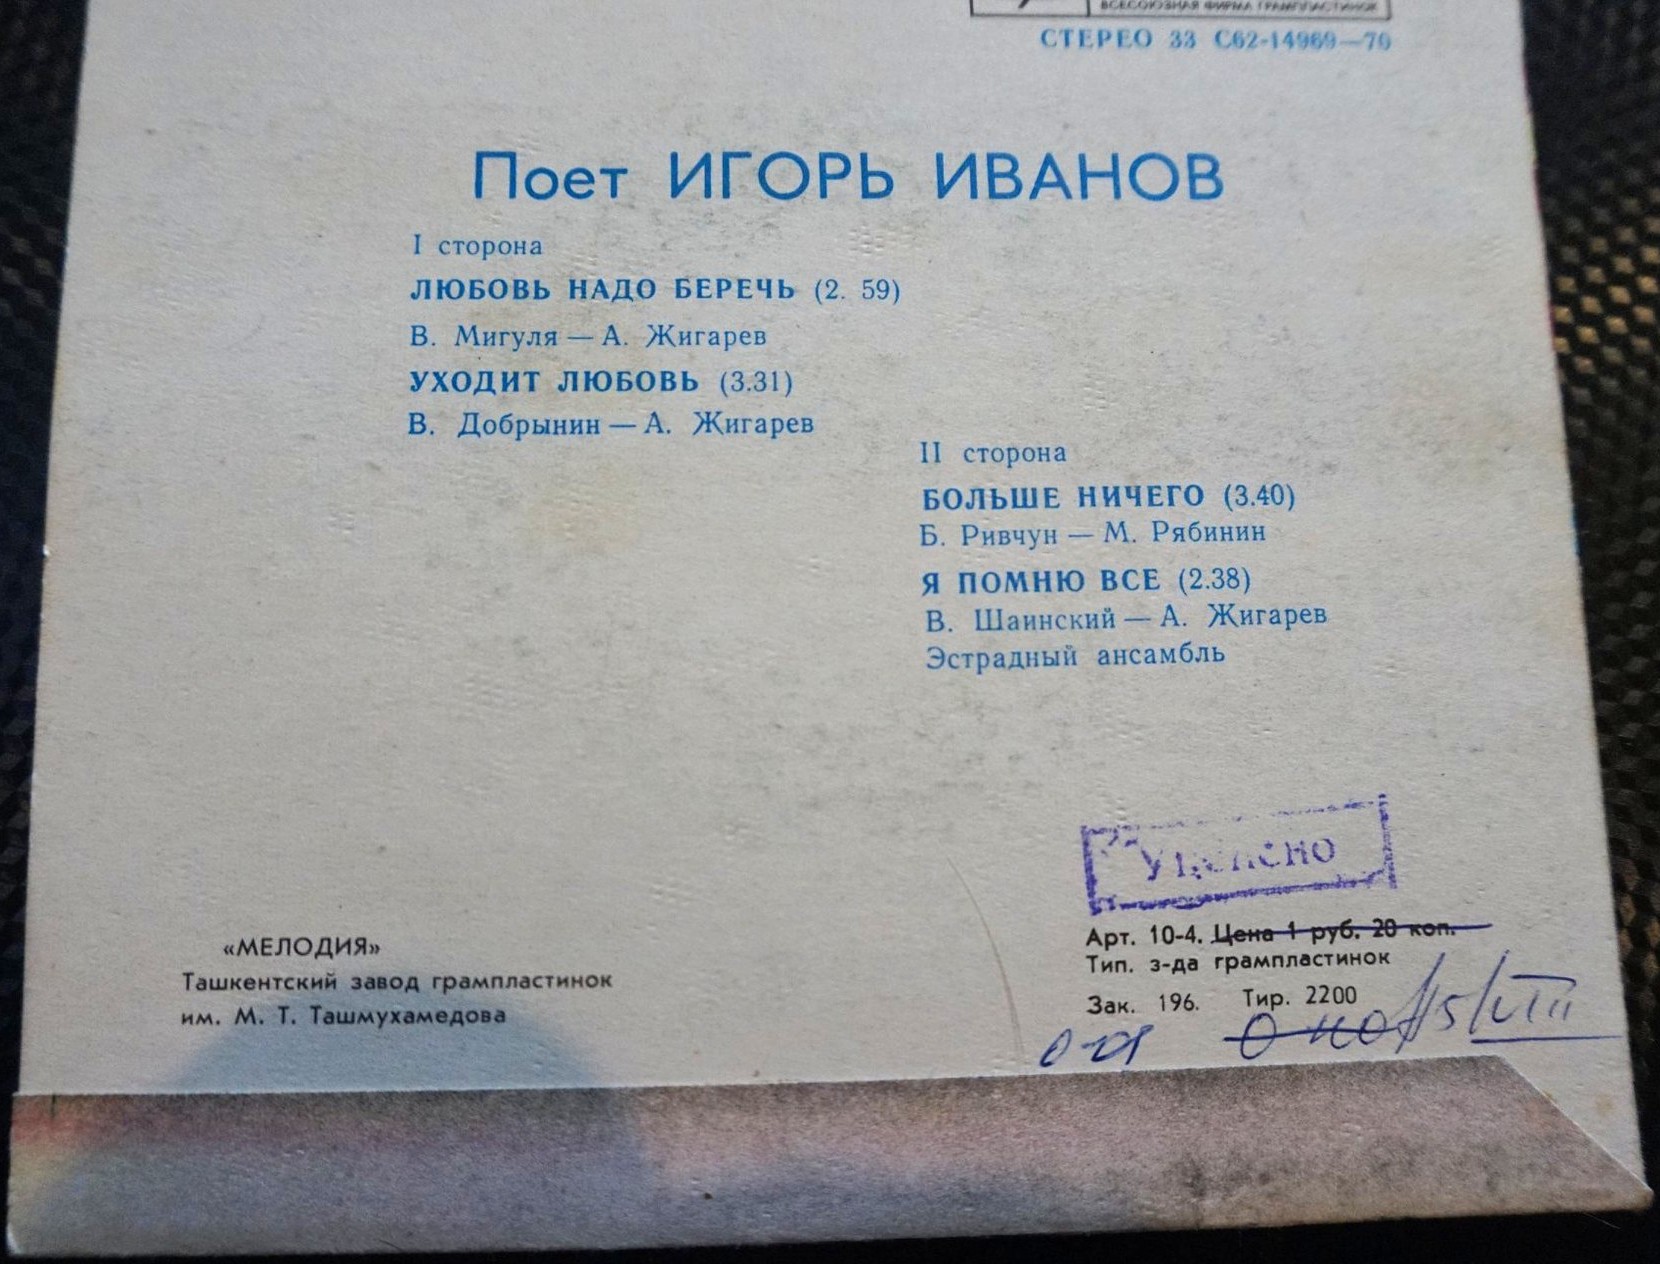 ВСЕСОЮЗНАЯ ФИРМА ГРАМПЛАСТИНОК
СТЕРЕО 33 С62-14969—70
Поет ИГОРЬ ИВАНОВ
I сторона
ЛЮБОВЬ НАДО БЕРЕЧЬ (2. 59)
В. Мигуля — А. Жигарев
УХОДИТ ЛЮБОВЬ (3.31)
В. Добрынин — А. Жигарев
II сторона
БОЛЬШЕ НИЧЕГО (3.40)
Б. Ривчун — М. Рябинин
Я ПОМНЮ ВСЕ (2.38)
В. Шаинский — А. Жигарев
Эстрадный ансамбль
«МЕЛОДИЯ»
Ташкентский завод грампластинок
им. М. Т. Ташмухамедова
Арт. 10-4. Цена 1 руб. 20 коп.
Тип. з-да грампластинок
Зак. 196. Тир. 2200